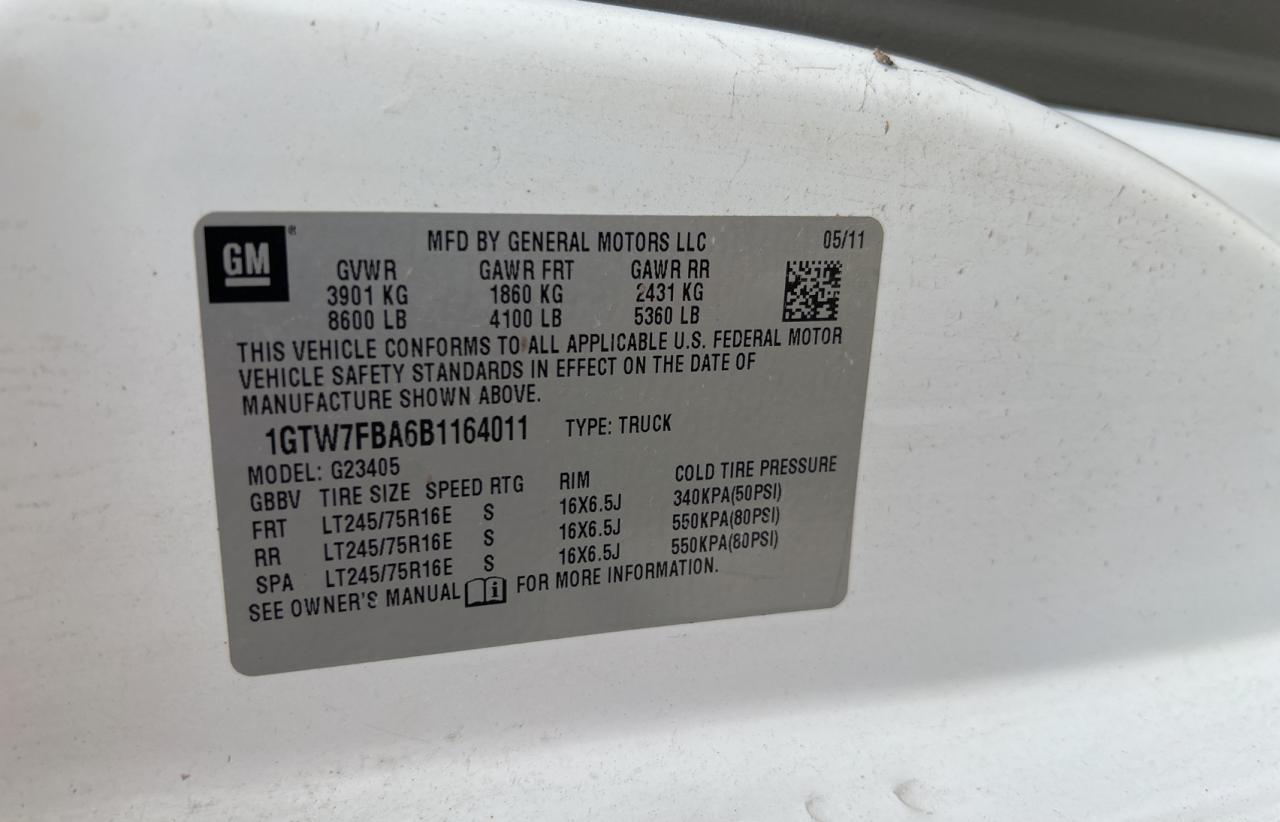 GM® MFD BY GENERAL MOTORS LLC 05/11
GVWR GAWR FRT GAWR RR
3901 KG 1860 KG 2431 KG
8600 LB 4100 LB 5360 LB
THIS VEHICLE CONFORMS TO ALL APPLICABLE U.S. FEDERAL MOTOR
VEHICLE SAFETY STANDARDS IN EFFECT ON THE DATE OF
MANUFACTURE SHOWN ABOVE.
1GTW7FBA6B1164011 TYPE: TRUCK
MODEL: G23405
GBBV TIRE SIZE SPEED RTG RIM COLD TIRE PRESSURE
FRT LT245/75R16E S 16X6.5J 340KPA(50PSI)
RR LT245/75R16E S 16X6.5J 550KPA(80PSI)
SPA LT245/75R16E S 16X6.5J 550KPA(80PSI)
SEE OWNER'S MANUAL i FOR MORE INFORMATION.